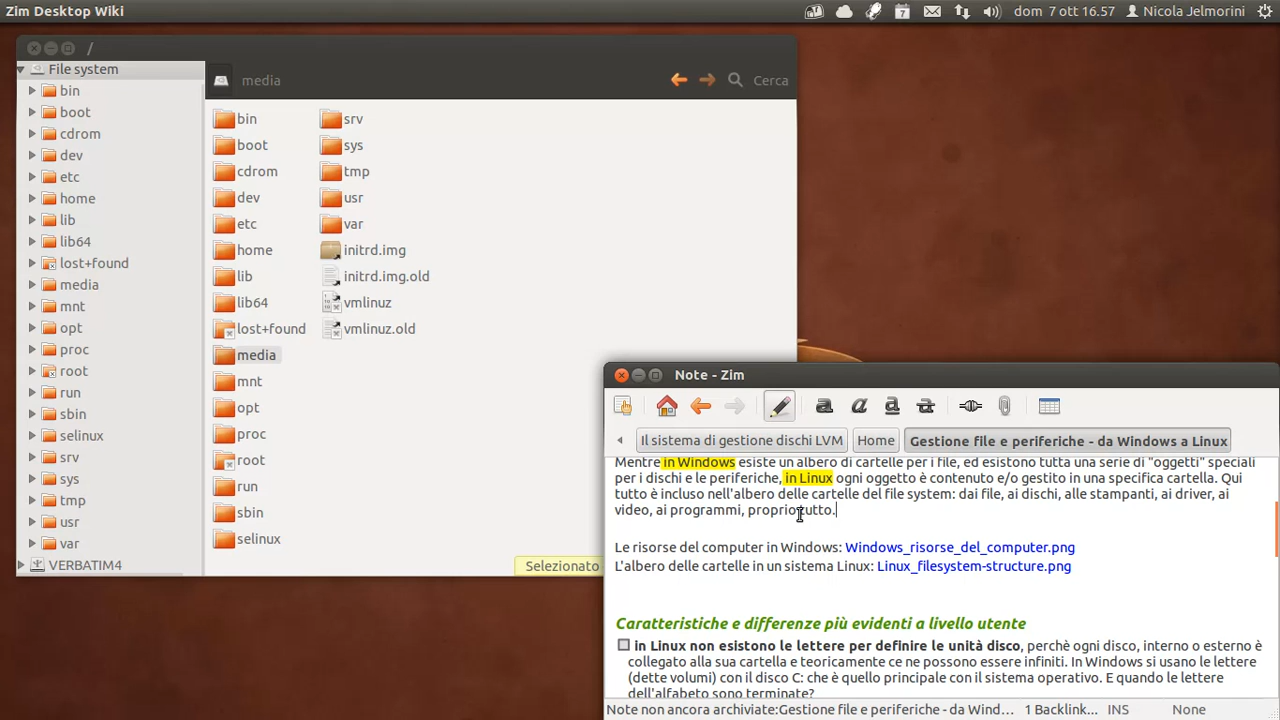 Zim Desktop Wiki
7
dom 7 ott 16.57
Nicola Jelmorini
/
File system
bin
boot
cdrom
dev
etc
home
lib
lib64
lost+found
media
mnt
opt
proc
root
run
sbin
selinux
srv
sys
tmp
usr
var
VERBATIM4
media
Cerca
bin
boot
cdrom
dev
etc
home
lib
lib64
lost+found
media
mnt
opt
proc
root
run
sbin
selinux
srv
sys
tmp
usr
var
initrd.img
initrd.img.old
vmlinuz
vmlinuz.old
Selezionato
Note - Zim
a a a a
Il sistema di gestione dischi LVM
Home
Gestione file e periferiche - da Windows a Linux
Mentre in Windows esiste un albero di cartelle per i file, ed esistono tutta una serie di "oggetti" speciali
per i dischi e le periferiche, in Linux ogni oggetto è contenuto e/o gestito in una specifica cartella. Qui
tutto è incluso nell'albero delle cartelle del file system: dai file, ai dischi, alle stampanti, ai driver, ai
video, ai programmi, proprio tutto.
Le risorse del computer in Windows: Windows_risorse_del_computer.png
L'albero delle cartelle in un sistema Linux: Linux_filesystem-structure.png
Caratteristiche e differenze più evidenti a livello utente
in Linux non esistono le lettere per definire le unità disco, perchè ogni disco, interno o esterno è
collegato alla sua cartella e teoricamente ce ne possono essere infiniti. In Windows si usano le lettere
(dette volumi) con il disco C: che è quello principale con il sistema operativo. E quando le lettere
dell'alfabeto sono terminate?
Note non ancora archiviate:Gestione file e periferiche - da Wind...
1 Backlink...
INS
None